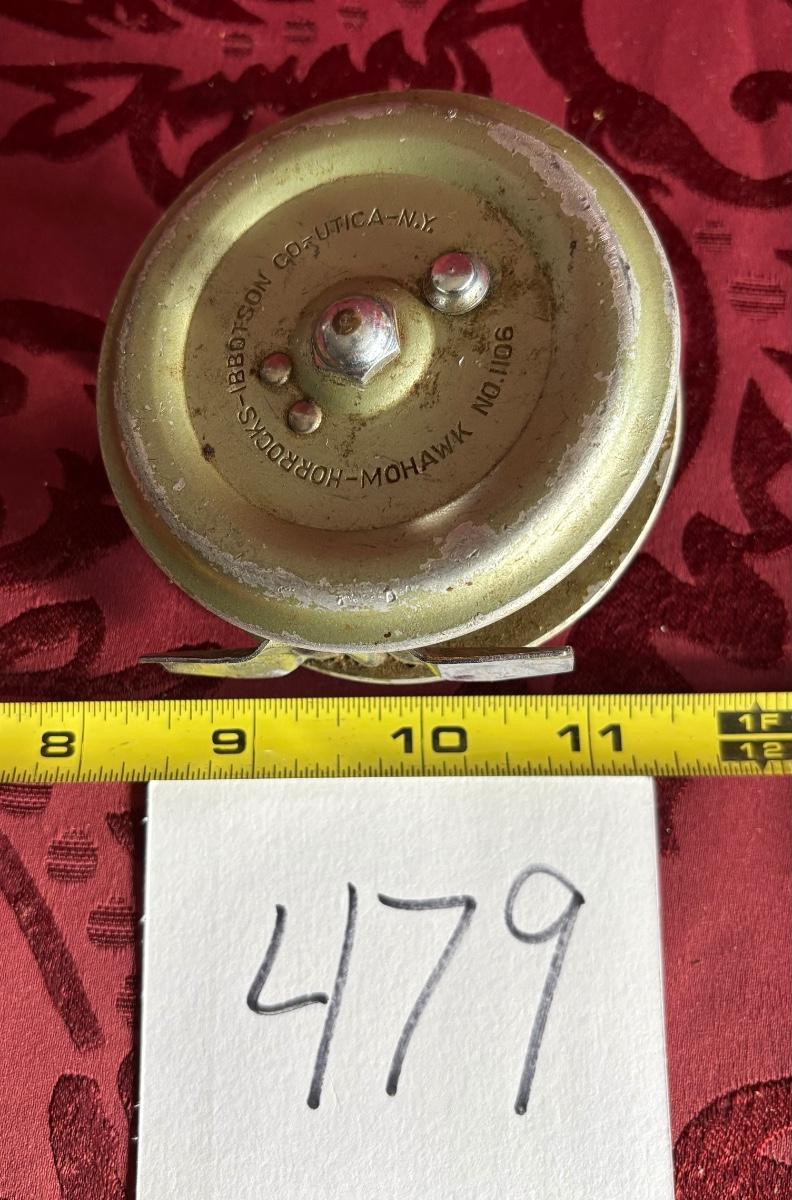 HORROCKS-IBBOTSON CO-UTICA-N.Y.
-MOHAWK NO.1106
8 9 10 11 1F
12
479